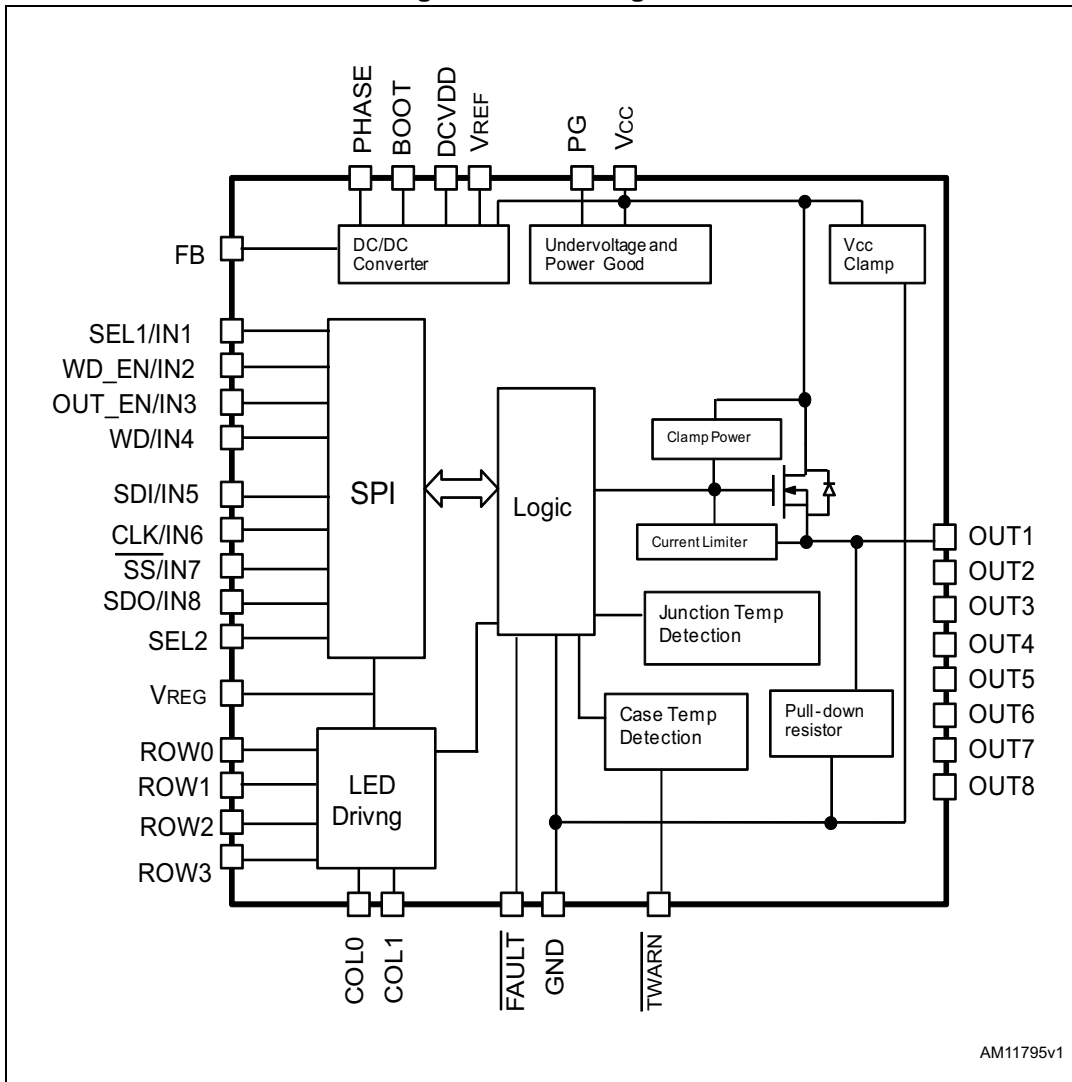 PHASE
BOOT
DCVDD
VREF
PG
Vcc
FB
DC/DC
Converter
Undervoltage and
Power Good
Vcc
Clamp
SEL1/IN1
WD_EN/IN2
OUT_EN/IN3
WD/IN4
SDI/IN5
CLK/IN6
SS/IN7
SDO/IN8
SEL2
VREG
ROW0
ROW1
ROW2
ROW3
SPI
Logic
Clamp Power
Current Limiter
Junction Temp
Detection
Case Temp
Detection
Pull-down
resistor
LED
Drivng
OUT1
OUT2
OUT3
OUT4
OUT5
OUT6
OUT7
OUT8
COL0
COL1
FAULT
GND
TWARN
AM11795v1